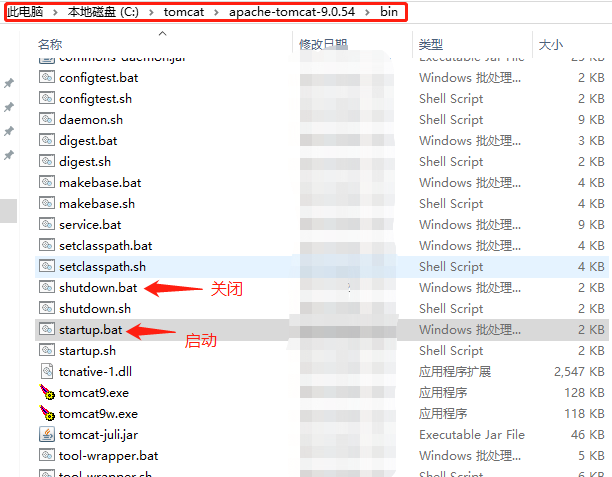 此电脑 > 本地磁盘 (C:) > tomcat > apache-tomcat-9.0.54 > bin
名称 修改日期 类型 大小
commons-daemon.jar Executable Jar File 25 KB
configtest.bat Windows 批处理... 2 KB
configtest.sh Shell Script 2 KB
daemon.sh Shell Script 9 KB
digest.bat Windows 批处理... 3 KB
digest.sh Shell Script 2 KB
makebase.bat Windows 批处理... 4 KB
makebase.sh Shell Script 4 KB
service.bat Windows 批处理... 9 KB
setclasspath.bat Windows 批处理... 4 KB
setclasspath.sh Shell Script 4 KB
shutdown.bat 关闭 Windows 批处理... 2 KB
shutdown.sh Shell Script 2 KB
startup.bat 启动 Windows 批处理... 2 KB
startup.sh Shell Script 2 KB
tcnative-1.dll 应用程序扩展 2,547 KB
tomcat9.exe 应用程序 128 KB
tomcat9w.exe 应用程序 118 KB
tomcat-juli.jar Executable Jar File 46 KB
tool-wrapper.bat Windows 批处理... 5 KB
tool-wrapper.sh Shell Script 6 KB